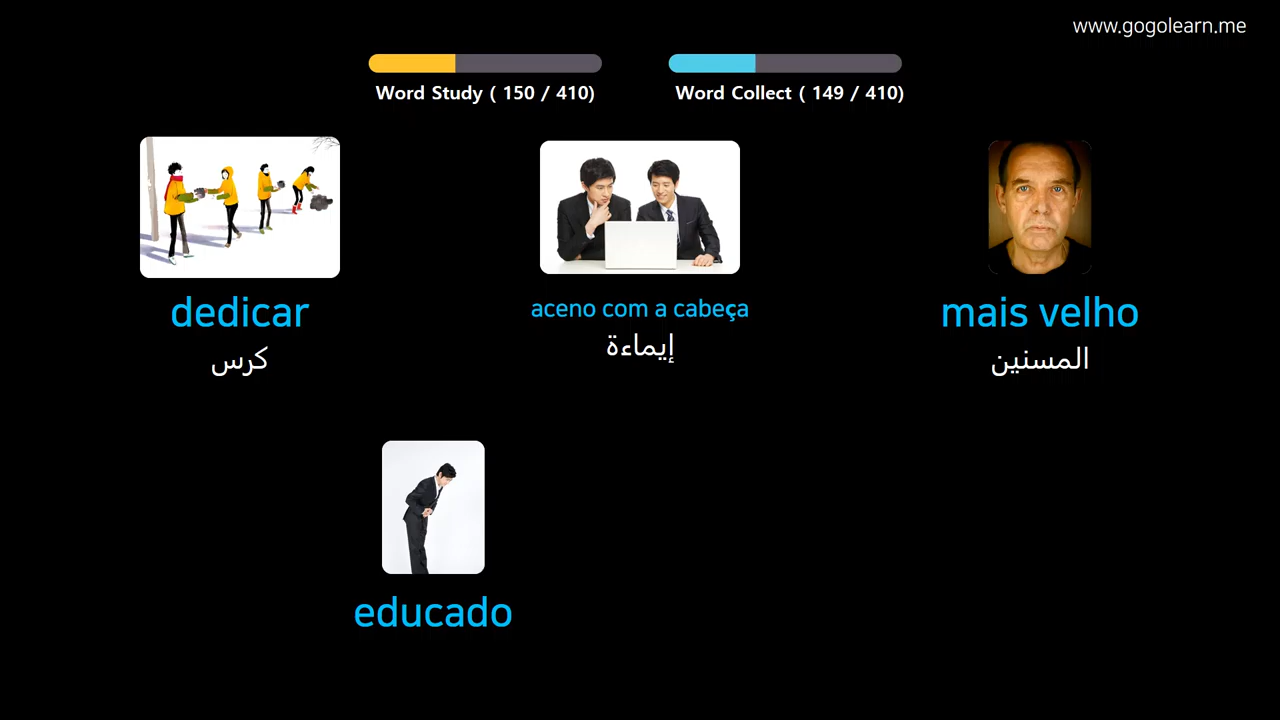 www.gogolearn.me
Word Study ( 150 / 410)
Word Collect ( 149 / 410)
dedicar
كرس
aceno com a cabeça
إيماءة
mais velho
المسنين
educado